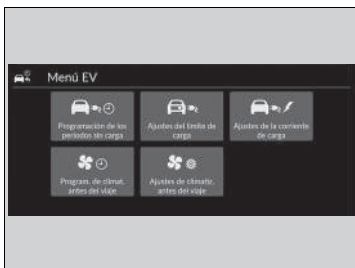 Menú EV
Programación de los
periodos sin carga
Ajustes del límite de
carga
Ajustes de la corriente
de carga
Program. de climat.
antes del viaje
Ajustes de climatiz.
antes del viaje